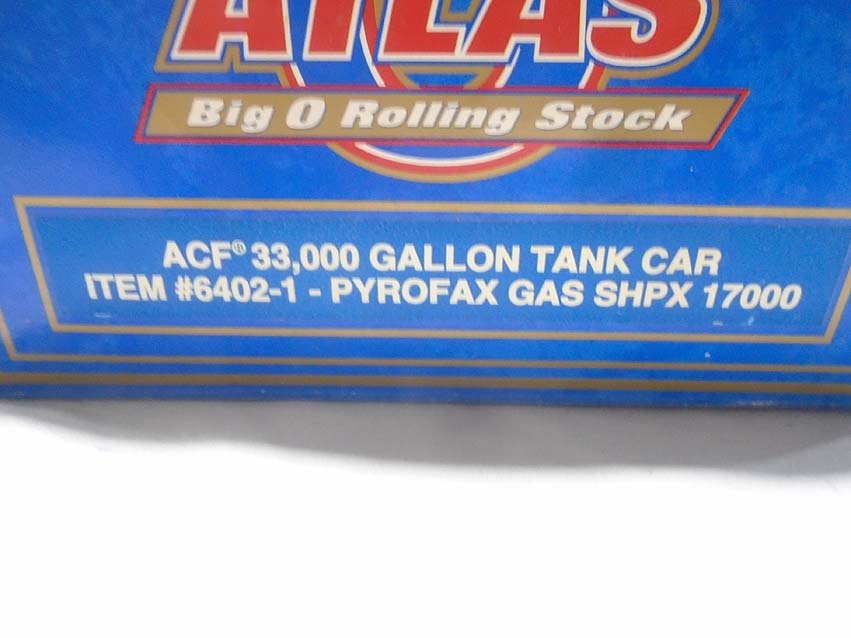 ATLAS
Big O Rolling Stock
ACF® 33,000 GALLON TANK CAR
ITEM #6402-1 - PYROFAX GAS SHPX 17000